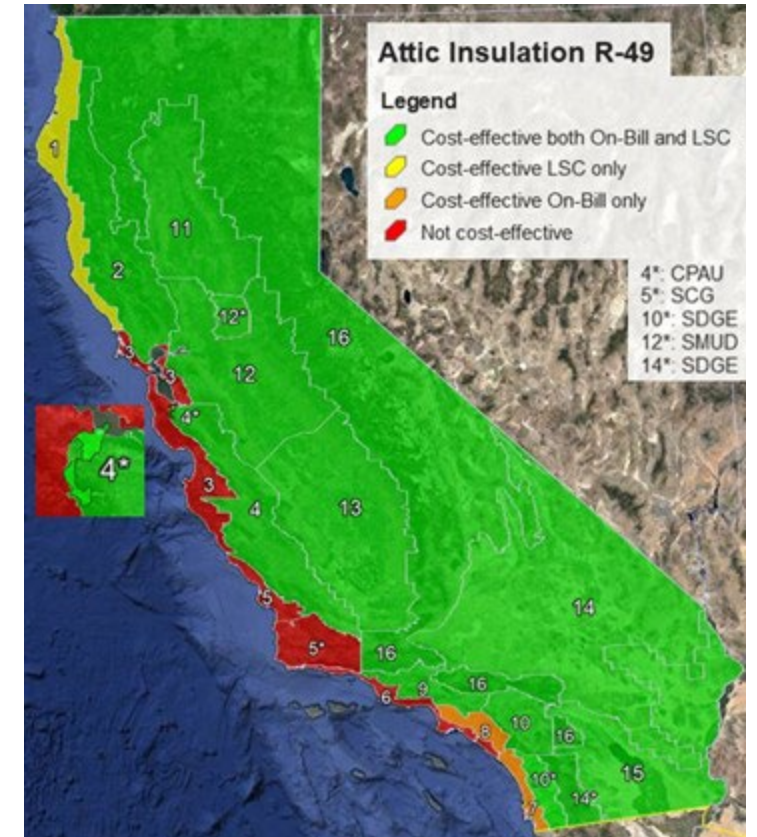 Attic Insulation R-49
Legend
Cost-effective both On-Bill and LSC
Cost-effective LSC only
Cost-effective On-Bill only
Not cost-effective
4*: CPAU
5*: SCG
10*: SDGE
12*: SMUD
14*: SDGE
1
11
2
12*
16
3
3
12
4*
4*
3
4
13
5
14
5*
16
6
9
16
8
10
16
10*
15
14*
7